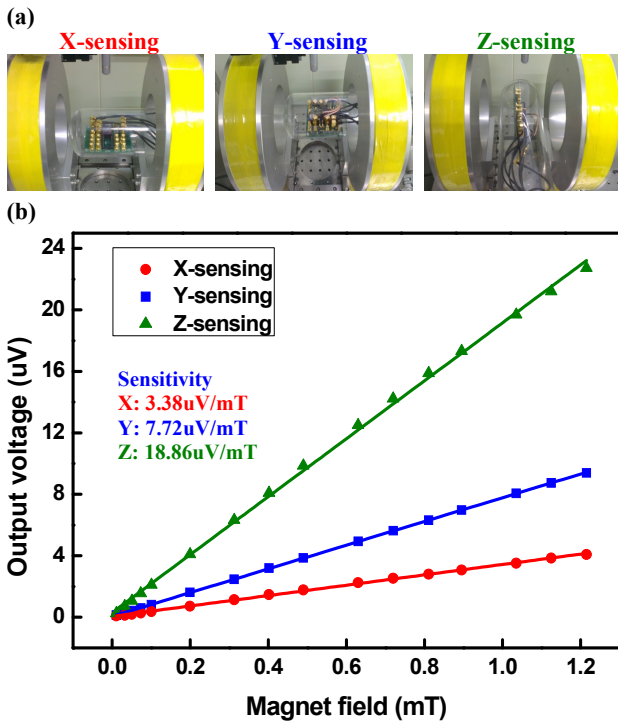 (a)
X-sensing Y-sensing Z-sensing
(b)
24
20
16
12
8
4
0
Output voltage (uV)
X-sensing
Y-sensing
Z-sensing
Sensitivity
X: 3.38uV/mT
Y: 7.72uV/mT
Z: 18.86uV/mT
0.0 0.2 0.4 0.6 0.8 1.0 1.2
Magnet field (mT)